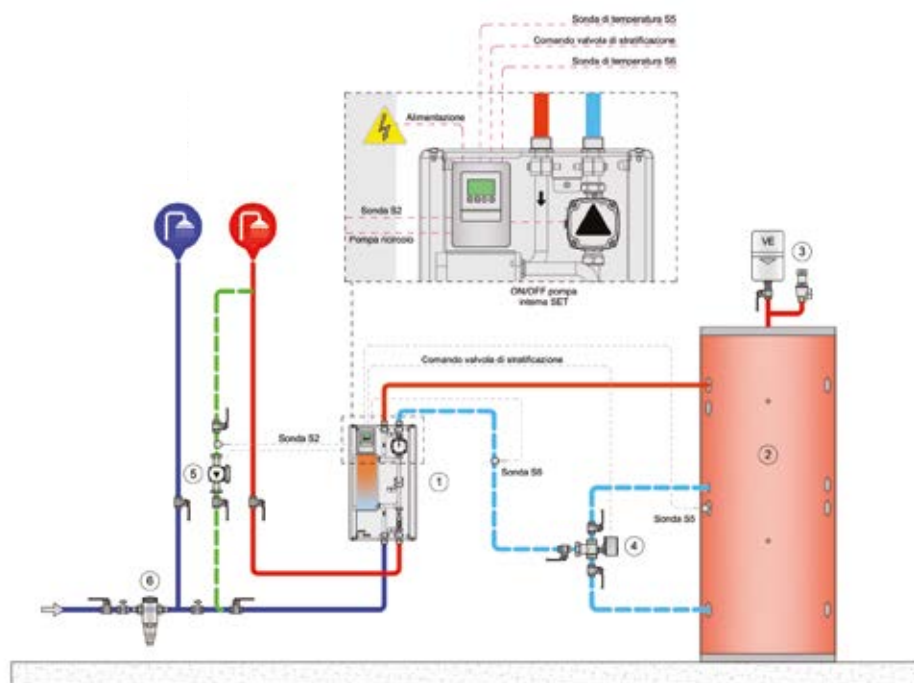 Sonda di temperatura S5
Comando valvola di stratificazione
Sonda di temperatura S6
Alimentazione
Sonda S2
Pompa ricircolo
ON/OFF pompa
interna SET
VE
3
Comando valvola di stratificazione
Sonda S2
5
1
Sonda S6
2
Sonda S5
4
6